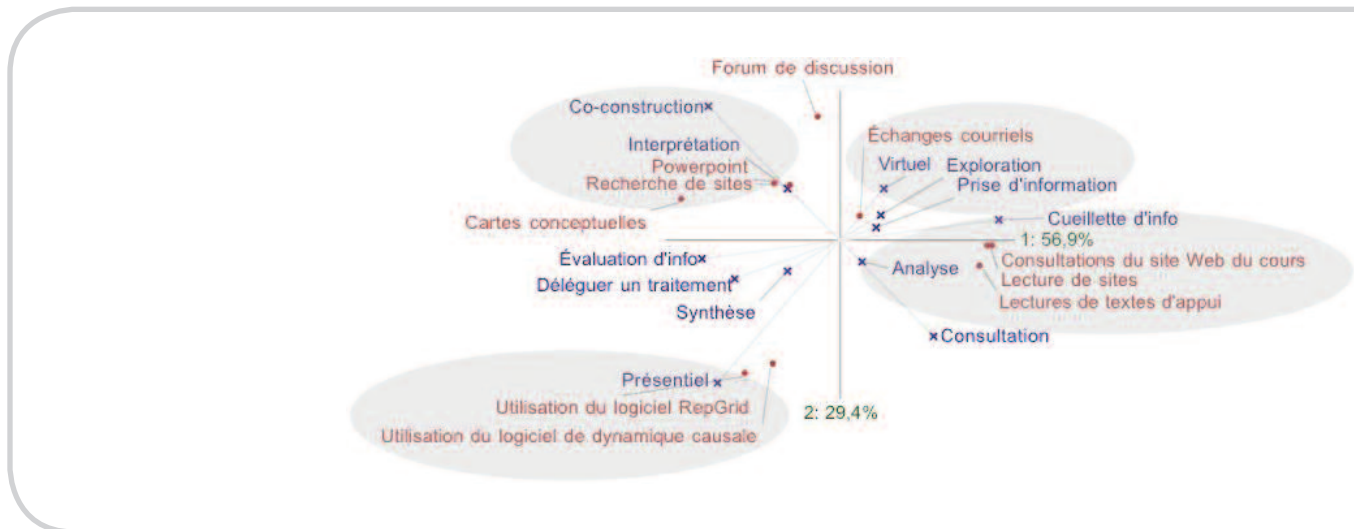 Forum de discussion
Co-construction
Échanges courriels
Interprétation
Virtuel
Exploration
Powerpoint
Prise d'information
Recherche de sites
Cartes conceptuelles
Cueillette d'info
1: 56,9%
Évaluation d'info
Consultations du site Web du cours
Analyse
Lecture de sites
Déléguer un traitement
Lectures de textes d'appui
Synthèse
Consultation
Présentiel
Utilisation du logiciel RepGrid
2: 29,4%
Utilisation du logiciel de dynamique causale